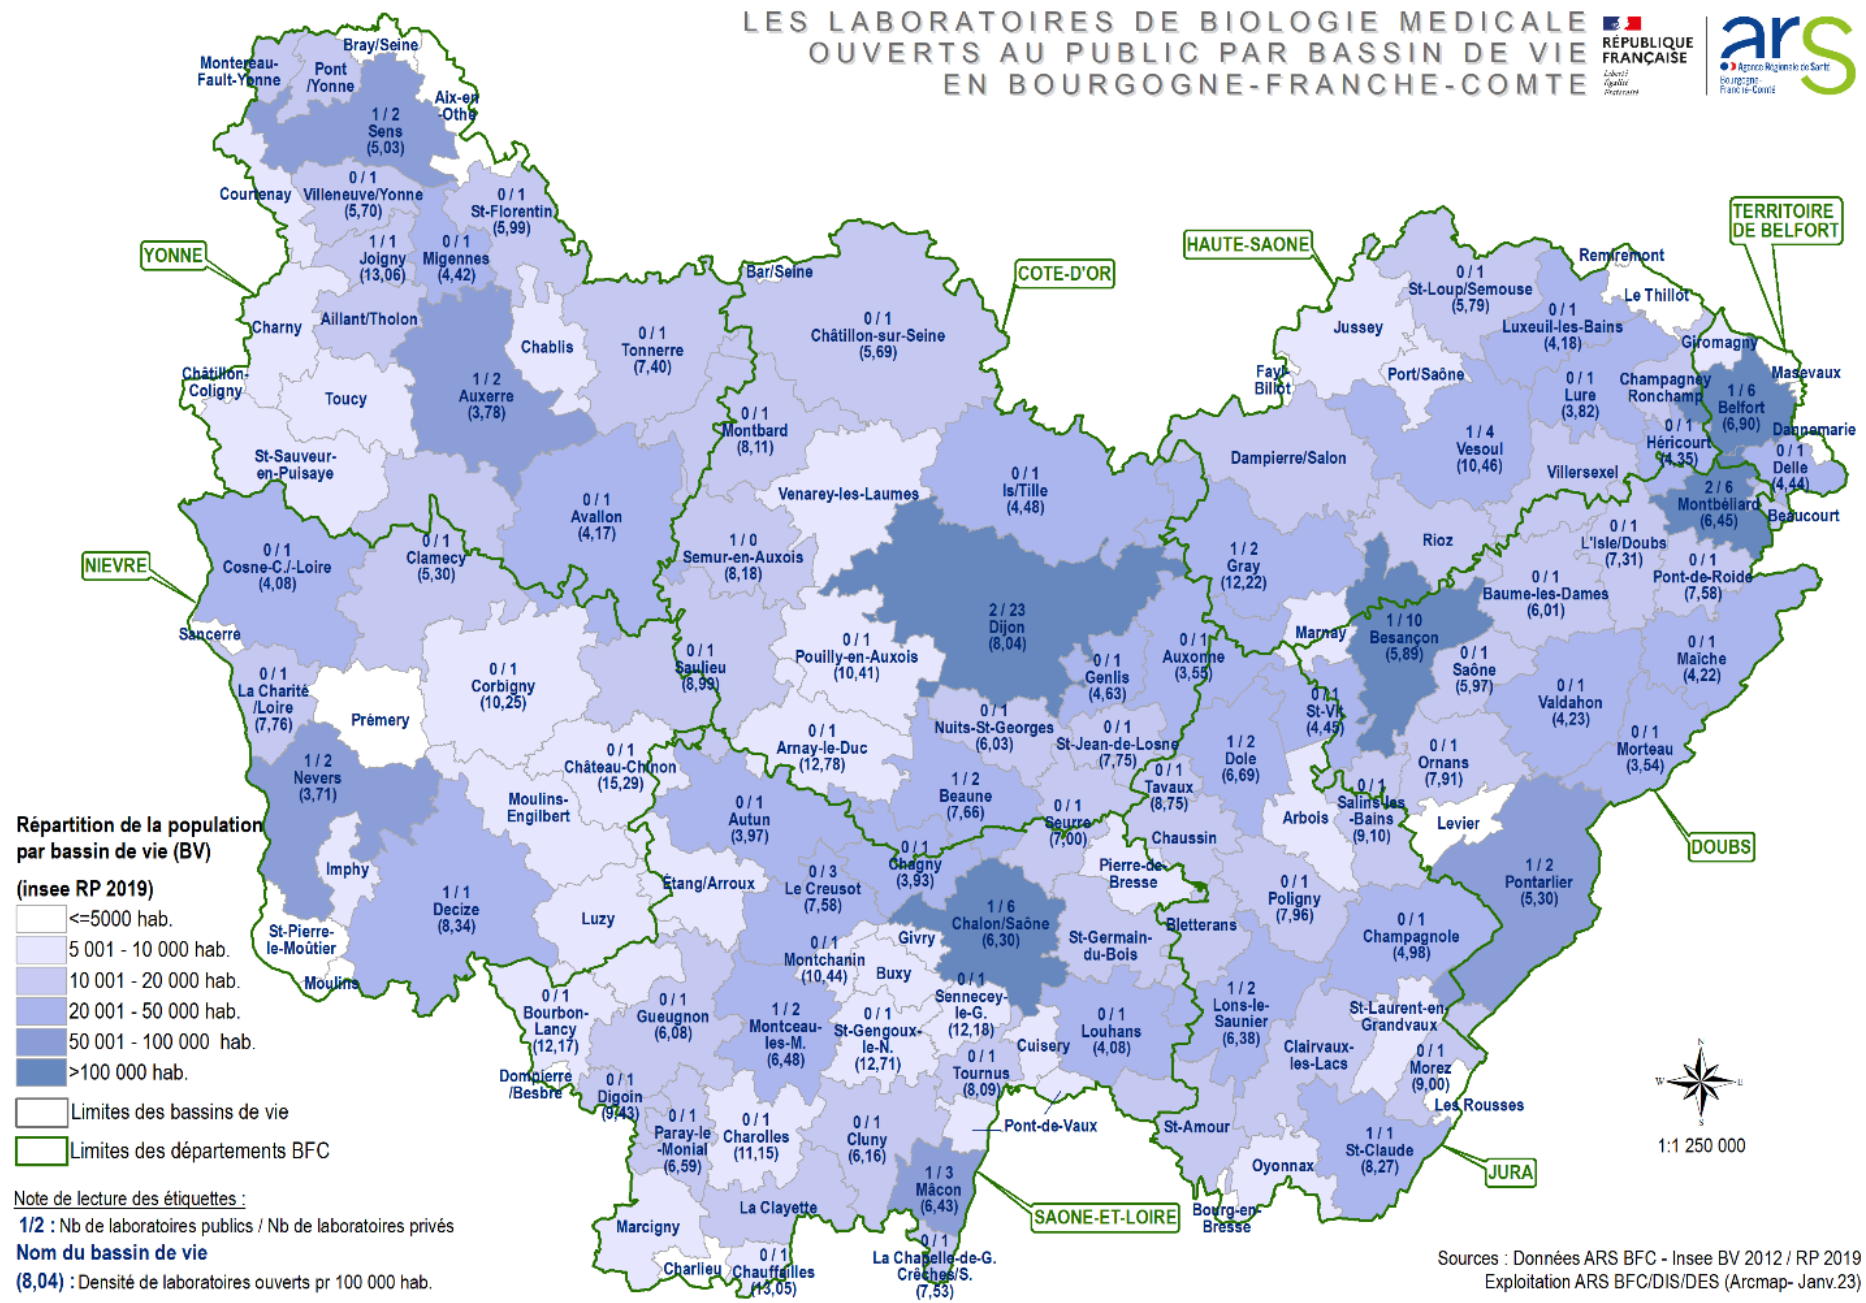 LES LABORATOIRES DE BIOLOGIE MEDICALE
OUVERTS AU PUBLIC PAR BASSIN DE VIE
EN BOURGOGNE-FRANCHE-COMTE
RÉPUBLIQUE
FRANÇAISE
Liberté
Égalité
Fraternité
ars
Agence Régionale de Santé
Bourgogne-
Franche-Comté
Bray/Seine
Montereau-
Fault-Yonne
Pont
/Yonne
Aix-en
-Othe
1 / 2
Sens
(5,03)
Courtenay
0 / 1
Villeneuve/Yonne
(5,70)
0 / 1
St-Florentin
(5,99)
YONNE
1 / 1
Joigny
(13,06)
0 / 1
Migennes
(4,42)
Charny
Aillant/Tholon
Chablis
0 / 1
Tonnerre
(7,40)
Châtillon-
Coligny
Toucy
1 / 2
Auxerre
(3,78)
St-Sauveur-
en-Puisaye
0 / 1
Avallon
(4,17)
Bar/Seine
COTE-D'OR
0 / 1
Châtillon-sur-Seine
(5,69)
0 / 1
Montbard
(8,11)
Venarey-les-Laumes
0 / 1
Is/Tille
(4,48)
1 / 0
Semur-en-Auxois
(8,18)
2 / 23
Dijon
(8,04)
0 / 1
Saulieu
(8,99)
0 / 1
Pouilly-en-Auxois
(10,41)
0 / 1
Genlis
(4,63)
0 / 1
Auxonne
(3,55)
0 / 1
Arnay-le-Duc
(12,78)
0 / 1
Nuits-St-Georges
(6,03)
0 / 1
St-Jean-de-Losne
(7,75)
1 / 2
Beaune
(7,66)
0 / 1
Seurre
(7,00)
HAUTE-SAONE
TERRITOIRE
DE BELFORT
Remiremont
Le Thillot
0 / 1
St-Loup/Semouse
(5,79)
0 / 1
Luxeuil-les-Bains
(4,18)
Jussey
Giromagny
Fayl-
Billot
Port/Saône
0 / 1
Lure
(3,82)
Champagney
Ronchamp
Masevaux
1 / 6
Belfort
(6,90)
Dannemarie
1 / 4
Vesoul
(10,46)
0 / 1
Héricourt
(4,35)
0 / 1
Delle
(4,44)
Dampierre/Salon
Villersexel
2 / 6
Montbéliard
(6,45)
Beaucourt
1 / 2
Gray
(12,22)
Rioz
0 / 1
L'Isle/Doubs
(7,31)
0 / 1
Baume-les-Dames
(6,01)
0 / 1
Pont-de-Roide
(7,58)
Marnay
1 / 10
Besançon
(5,89)
0 / 1
Saône
(5,97)
0 / 1
Maîche
(4,22)
0 / 1
St-Vit
(4,45)
0 / 1
Valdahon
(4,23)
0 / 1
Ornans
(7,91)
0 / 1
Morteau
(3,54)
Levier
DOUBS
1 / 2
Pontarlier
(5,30)
1 / 2
Dole
(6,69)
0 / 1
Tavaux
(8,75)
0 / 1
Salins-les
-Bains
(9,10)
Arbois
Chaussin
0 / 1
Poligny
(7,96)
0 / 1
Champagnole
(4,98)
Bletterans
1 / 2
Lons-le-
Saunier
(6,38)
St-Laurent-en-
Grandvaux
Clairvaux-
les-Lacs
0 / 1
Morez
(9,00)
Les Rousses
St-Amour
1 / 1
St-Claude
(8,27)
Oyonnax
JURA
Bourg-en-
Bresse
NIEVRE
0 / 1
Cosne-C./-Loire
(4,08)
0 / 1
Clamecy
(5,30)
Sancerre
0 / 1
La Charité
/Loire
(7,76)
Prémery
0 / 1
Corbigny
(10,25)
1 / 2
Nevers
(3,71)
0 / 1
Château-Chinon
(15,29)
Moulins-
Engilbert
Imphy
1 / 1
Decize
(8,34)
Luzy
St-Pierre-
le-Moûtier
Moulins
0 / 1
Autun
(3,97)
Étang/Arroux
0 / 3
Le Creusot
(7,58)
0 / 1
Chagny
(3,93)
Pierre-de-
Bresse
1 / 6
Chalon/Saône
(6,30)
Givry
St-Germain-
du-Bois
0 / 1
Montchanin
(10,44)
Buxy
0 / 1
Bourbon-
Lancy
(12,17)
0 / 1
Gueugnon
(6,08)
1 / 2
Montceau-
les-M.
(6,48)
0 / 1
St-Gengoux-
le-N.
(12,71)
0 / 1
Sennecey-
le-G.
(12,18)
Cuisery
0 / 1
Louhans
(4,08)
0 / 1
Tournus
(8,09)
Dompierre
/Besbre
0 / 1
Digoin
(9,43)
0 / 1
Paray-le
-Monial
(6,59)
0 / 1
Charolles
(11,15)
0 / 1
Cluny
(6,16)
Pont-de-Vaux
1 / 3
Mâcon
(6,43)
SAONE-ET-LOIRE
La Clayette
Marcigny
Charlieu
0 / 1
Chauffailles
(13,05)
0 / 1
La Chapelle-de-G.
Crêches/S.
(7,53)
Répartition de la population
par bassin de vie (BV)
(insee RP 2019)
<=5000 hab.
5 001 - 10 000 hab.
10 001 - 20 000 hab.
20 001 - 50 000 hab.
50 001 - 100 000 hab.
>100 000 hab.
Limites des bassins de vie
Limites des départements BFC
Note de lecture des étiquettes :
1/2 : Nb de laboratoires publics / Nb de laboratoires privés
Nom du bassin de vie
(8,04) : Densité de laboratoires ouverts pr 100 000 hab.
N
W
E
S
1:1 250 000
Sources : Données ARS BFC - Insee BV 2012 / RP 2019
Exploitation ARS BFC/DIS/DES (Arcmap- Janv.23)